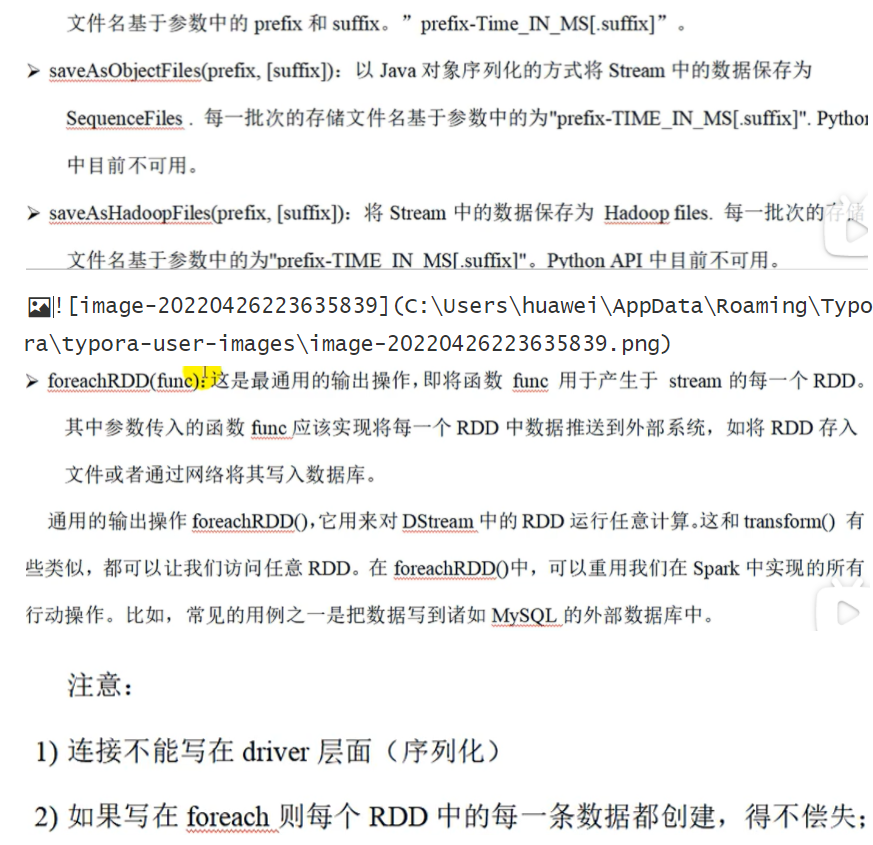 文件名基于参数中的 prefix 和 suffix。” prefix-Time_IN_MS[.suffix]” 。
➢ saveAsObjectFiles(prefix, [suffix])：以 Java 对象序列化的方式将 Stream 中的数据保存为
SequenceFiles . 每一批次的存储文件名基于参数中的为"prefix-TIME_IN_MS[.suffix]". Python
中目前不可用。
➢ saveAsHadoopFiles(prefix, [suffix])：将 Stream 中的数据保存为 Hadoop files. 每一批次的存储
文件名基于参数中的为"prefix-TIME_IN_MS[.suffix]"。Python API 中目前不可用。
![image-20220426223635839](C:\Users\huawei\AppData\Roaming\Typo
ra\typora-user-images\image-20220426223635839.png)
➢ foreachRDD(func)：这是最通用的输出操作，即将函数 func 用于产生于 stream 的每一个 RDD。
其中参数传入的函数 func 应该实现将每一个 RDD 中数据推送到外部系统，如将 RDD 存入
文件或者通过网络将其写入数据库。
通用的输出操作 foreachRDD()，它用来对 DStream 中的 RDD 运行任意计算。这和 transform() 有
些类似，都可以让我们访问任意 RDD。在 foreachRDD()中，可以重用我们在 Spark 中实现的所有
行动操作。比如，常见的用例之一是把数据写到诸如 MySQL 的外部数据库中。
注意：
1) 连接不能写在 driver 层面（序列化）
2) 如果写在 foreach 则每个 RDD 中的每一条数据都创建，得不偿失；